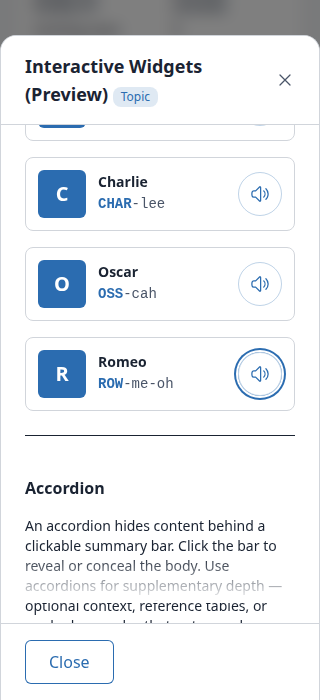 Interactive Widgets
(Preview) Topic
C Charlie
CHAR-lee
O Oscar
OSS-cah
R Romeo
ROW-me-oh
Accordion
An accordion hides content behind a
clickable summary bar. Click the bar to
reveal or conceal the body. Use
accordions for supplementary depth —
optional context, reference tables, or
Close